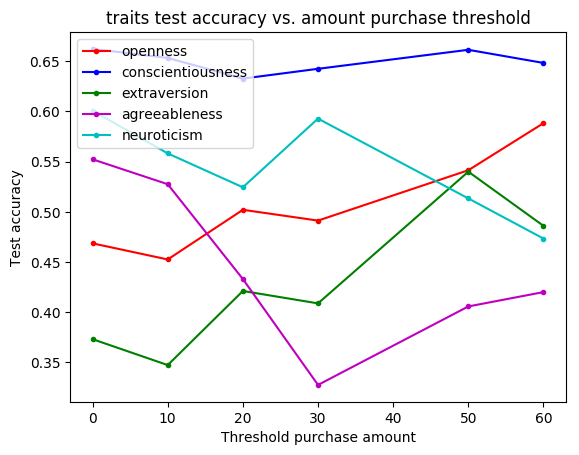 traits test accuracy vs. amount purchase threshold
openness
conscientiousness
extraversion
agreeableness
neuroticism
Test accuracy
0.65
0.60
0.55
0.50
0.45
0.40
0.35
0 10 20 30 40 50 60
Threshold purchase amount